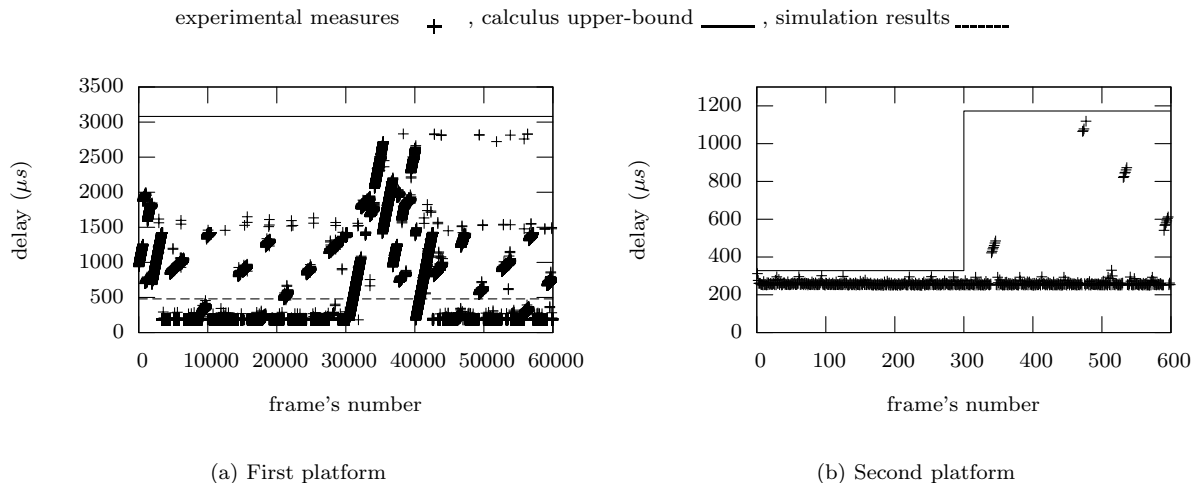 experimental measures + , calculus upper-bound , simulation results
3500
3000
2500
2000
1500
1000
500
0
delay (μs)
0 10000 20000 30000 40000 50000 60000
frame's number
(a) First platform
1200
1000
800
600
400
200
0
delay (μs)
0 100 200 300 400 500 600
frame's number
(b) Second platform